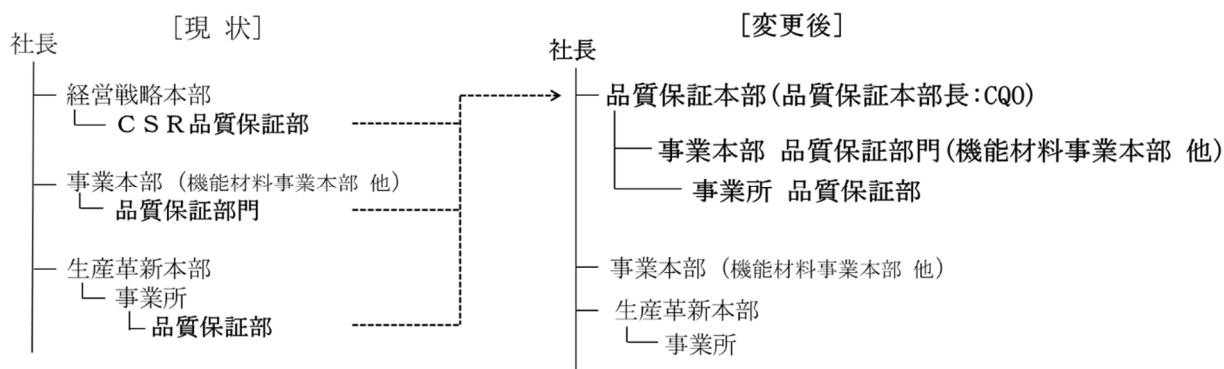 [現 状]
社長
経営戦略本部
CSR品質保証部
事業本部 (機能材料事業本部 他)
品質保証部門
生産革新本部
事業所
品質保証部
[変更後]
社長
品質保証本部(品質保証本部長:CQO)
事業本部 品質保証部門(機能材料事業本部 他)
事業所 品質保証部
事業本部 (機能材料事業本部 他)
生産革新本部
事業所